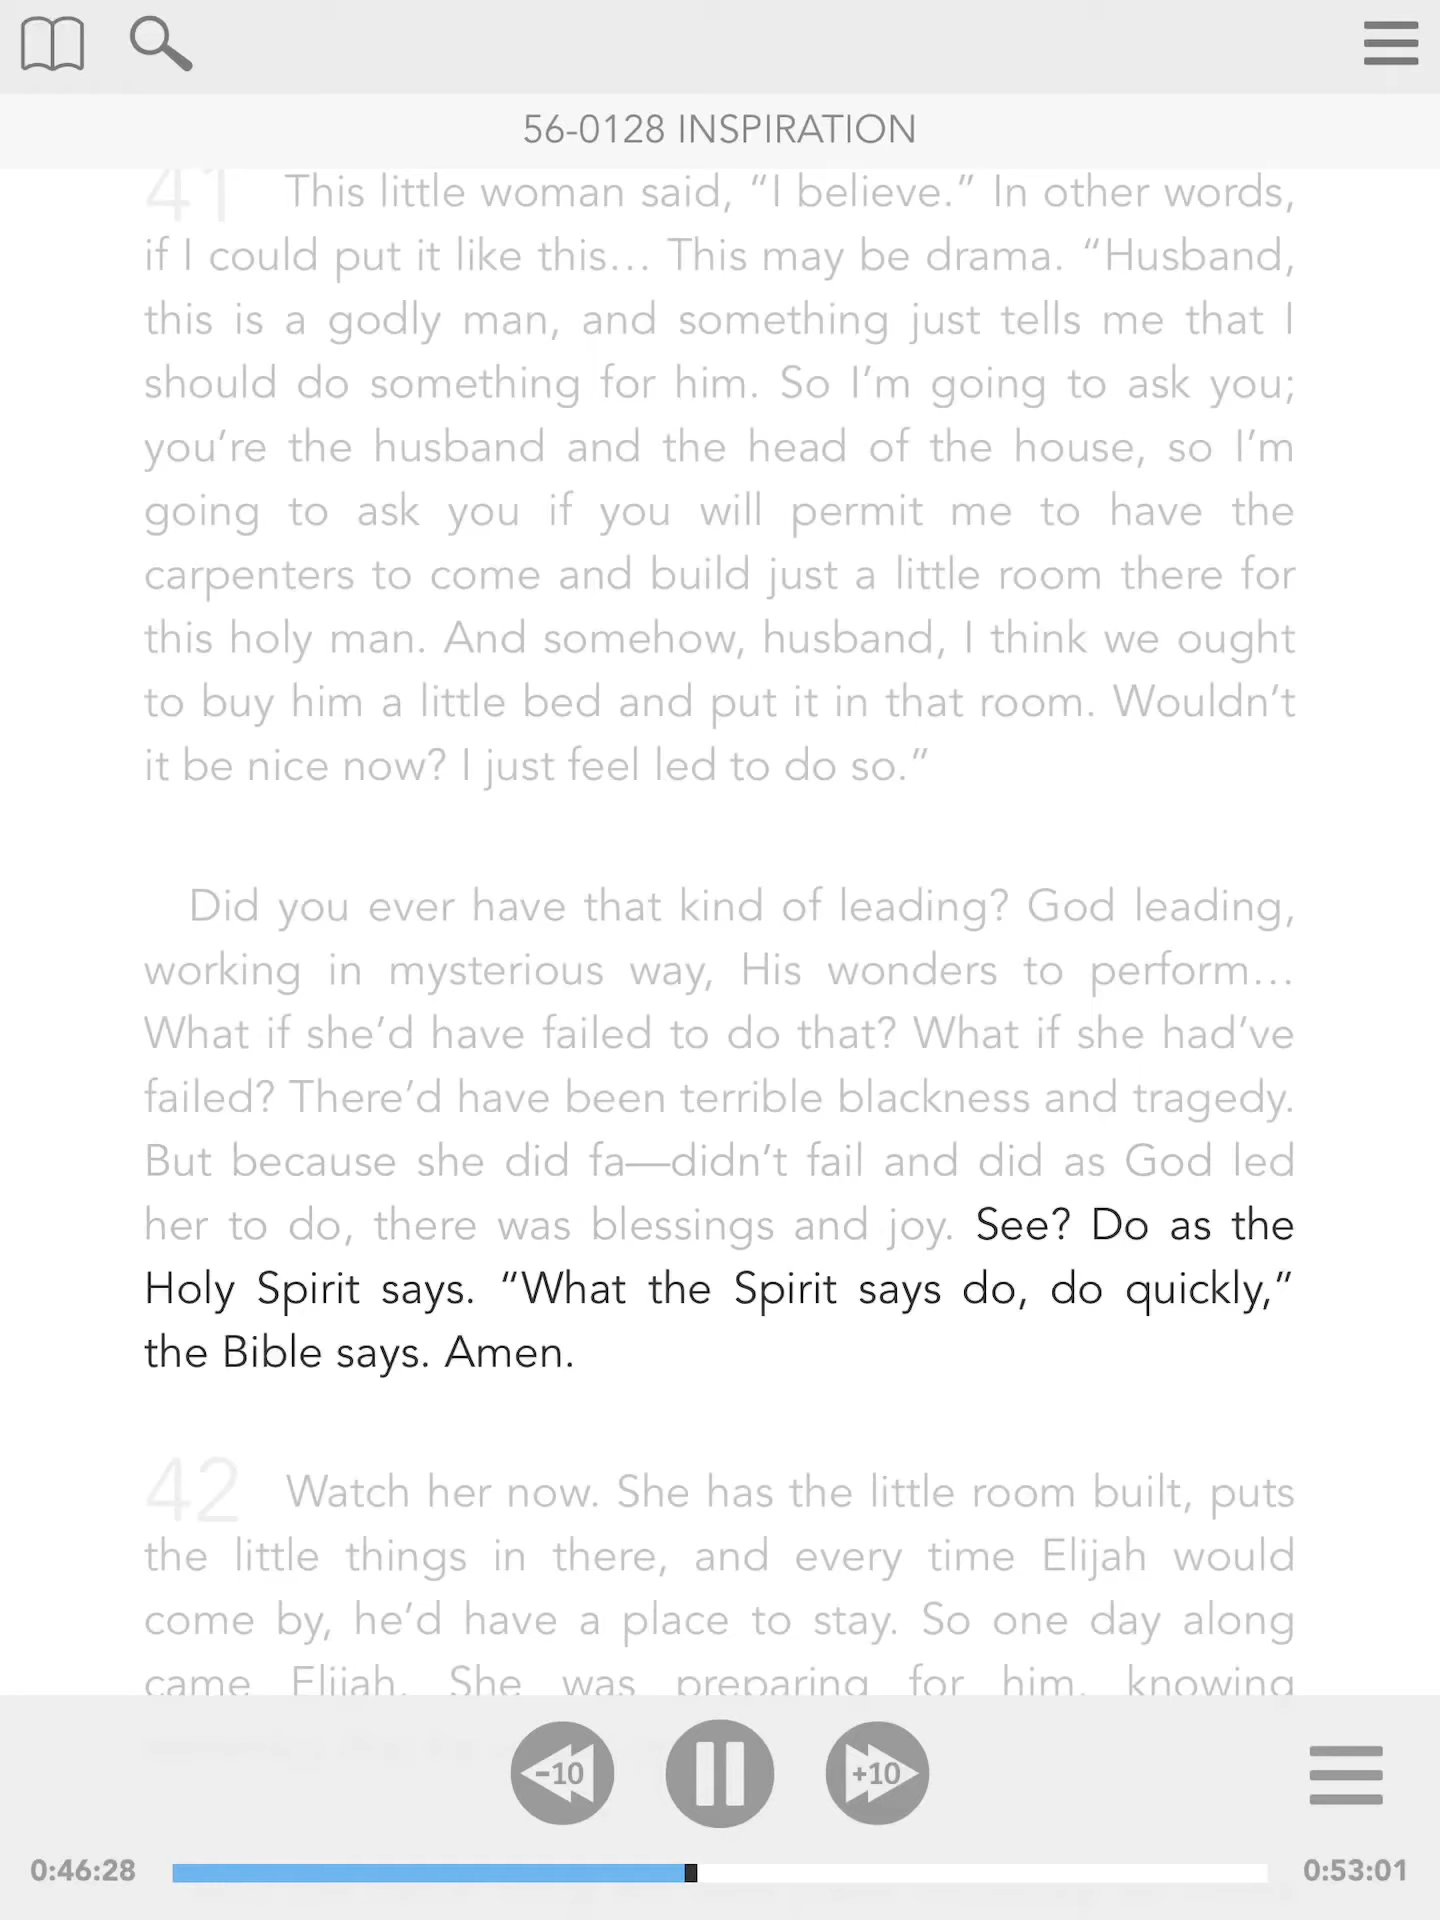 56-0128 INSPIRATION
41 This little woman said, “I believe.” In other words,
if I could put it like this… This may be drama. “Husband,
this is a godly man, and something just tells me that I
should do something for him. So I’m going to ask you;
you’re the husband and the head of the house, so I’m
going to ask you if you will permit me to have the
carpenters to come and build just a little room there for
this holy man. And somehow, husband, I think we ought
to buy him a little bed and put it in that room. Wouldn’t
it be nice now? I just feel led to do so.”
Did you ever have that kind of leading? God leading,
working in mysterious way, His wonders to perform…
What if she’d have failed to do that? What if she had’ve
failed? There’d have been terrible blackness and tragedy.
But because she did fa—didn’t fail and did as God led
her to do, there was blessings and joy. See? Do as the
Holy Spirit says. “What the Spirit says do, do quickly,”
the Bible says. Amen.
42 Watch her now. She has the little room built, puts
the little things in there, and every time Elijah would
come by, he’d have a place to stay. So one day along
came Elijah. She was preparing for him, knowing
-10 +10
0:46:28 0:53:01